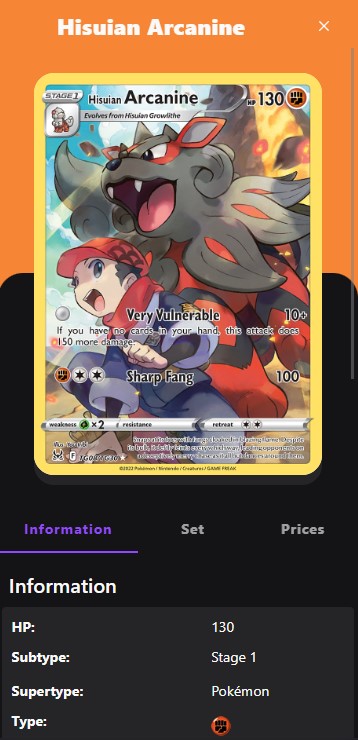 Hisuian Arcanine
STAGE 1
Hisuian Arcanine
HP 130
Evolves from Hisuian Growlithe
Very Vulnerable 10+
If you have no cards in your hand, this attack does
150 more damage.
Sharp Fang 100
weakness ×2 resistance retreat
©2022 Pokémon / Nintendo / Creatures / GAME FREAK
Information Set Prices
Information
HP: 130
Subtype: Stage 1
Supertype: Pokémon
Type: